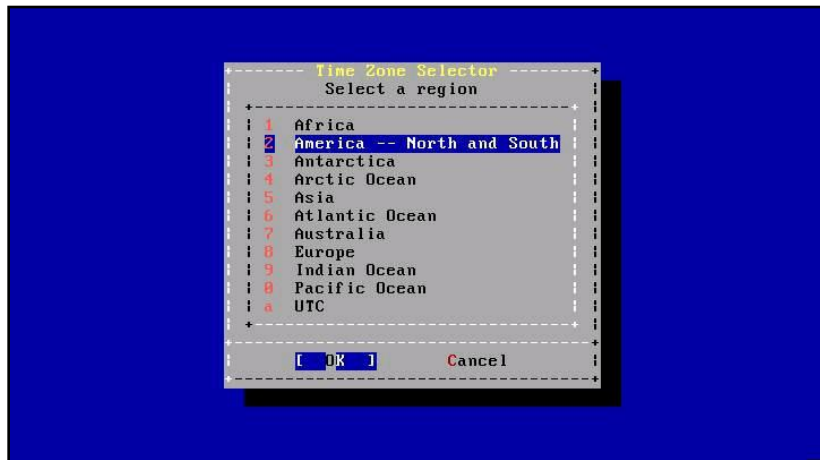 Time Zone Selector
Select a region
1 Africa
2 America -- North and South
3 Antarctica
4 Arctic Ocean
5 Asia
6 Atlantic Ocean
7 Australia
8 Europe
9 Indian Ocean
0 Pacific Ocean
a UTC
[ OK ] Cancel